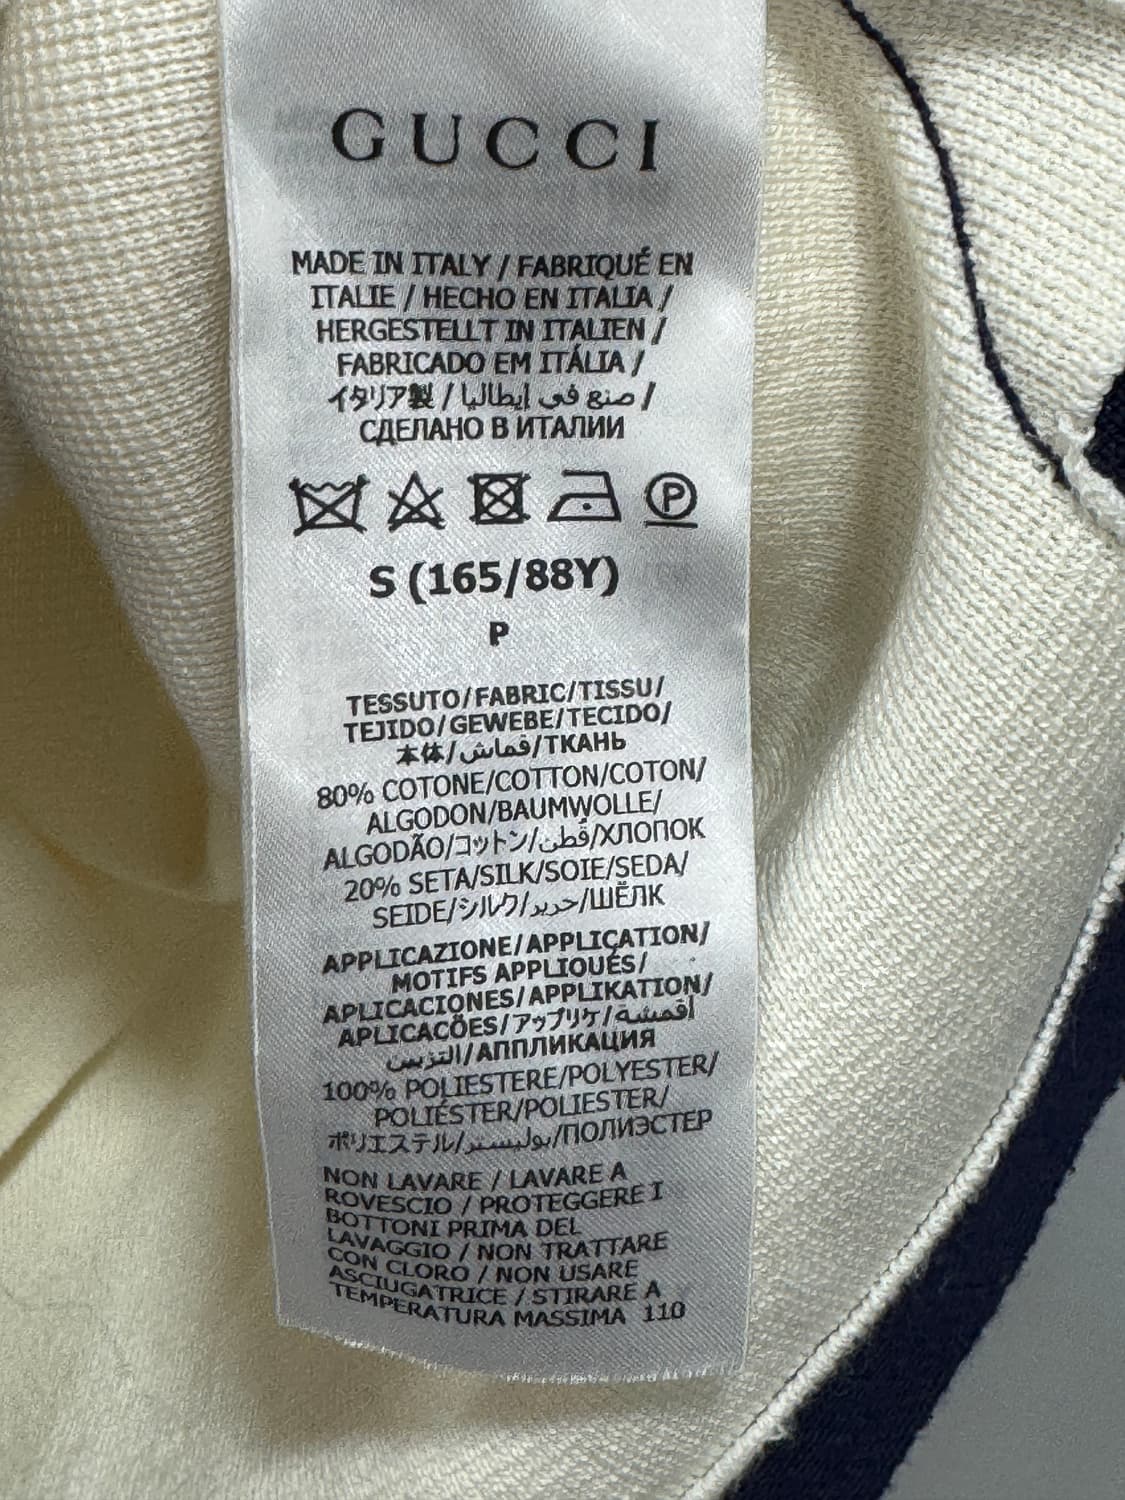 GUCCI
MADE IN ITALY / FABRIQUÉ EN
ITALIE / HECHO EN ITALIA /
HERGESTELLT IN ITALIEN /
FABRICADO EM ITÁLIA /
イタリア製 / صنع في إيطاليا /
СДЕЛАНО В ИТАЛИИ
P
S (165/88Y)
P
TESSUTO/FABRIC/TISSU/
TEJIDO/GEWEBE/TECIDO/
本体/قماش/ТКАНЬ
80% COTONE/COTTON/COTON/
ALGODON/BAUMWOLLE/
ALGODÃO/コットン/قطن/ХЛОПОК
20% SETA/SILK/SOIE/SEDA/
SEIDE/シルク/حرير/ШЁЛК
APPLICAZIONE/APPLICATION/
MOTIFS APPLIQUÉS/
APLICACIONES/APPLIKATION/
APLICACÕES/アップリケ/أقمشة
التزيين/АППЛИКАЦИЯ
100% POLIESTERE/POLYESTER/
POLIÉSTER/POLIESTER/
ポリエステル/بوليستر/ПОЛИЭСТЕР
NON LAVARE / LAVARE A
ROVESCIO / PROTEGGERE I
BOTTONI PRIMA DEL
LAVAGGIO / NON TRATTARE
CON CLORO / NON USARE
ASCIUGATRICE / STIRARE A
TEMPERATURA MASSIMA 110